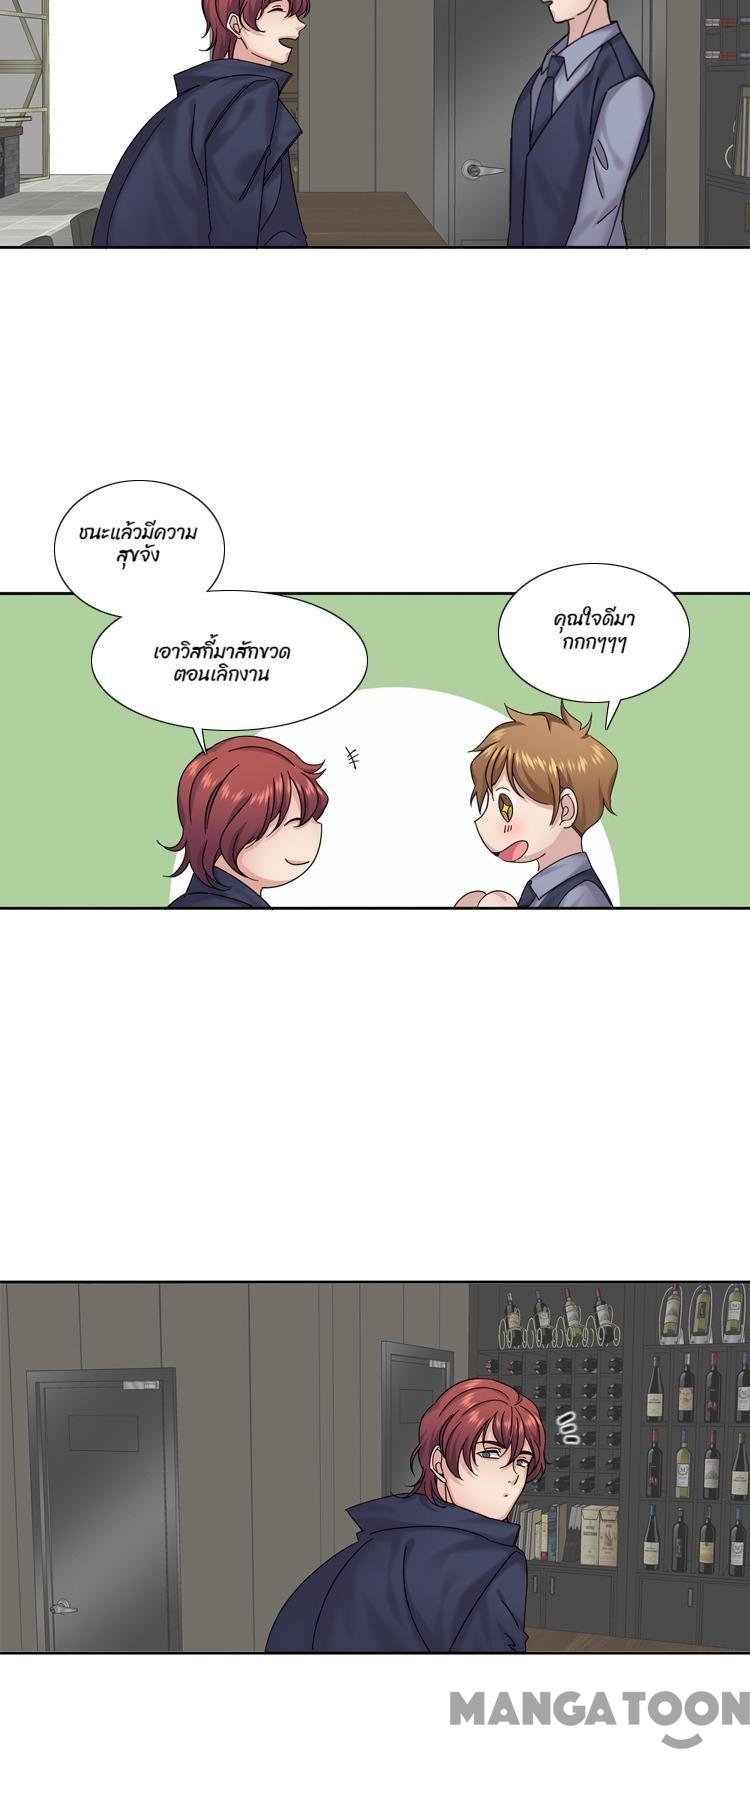 ชนะแล้วมีความ
สุขจัง
เอาวิสกี้มาสักขวด
ตอนเลิกงาน
คุณใจดีมา
กกกๆๆๆ
MANGATOON